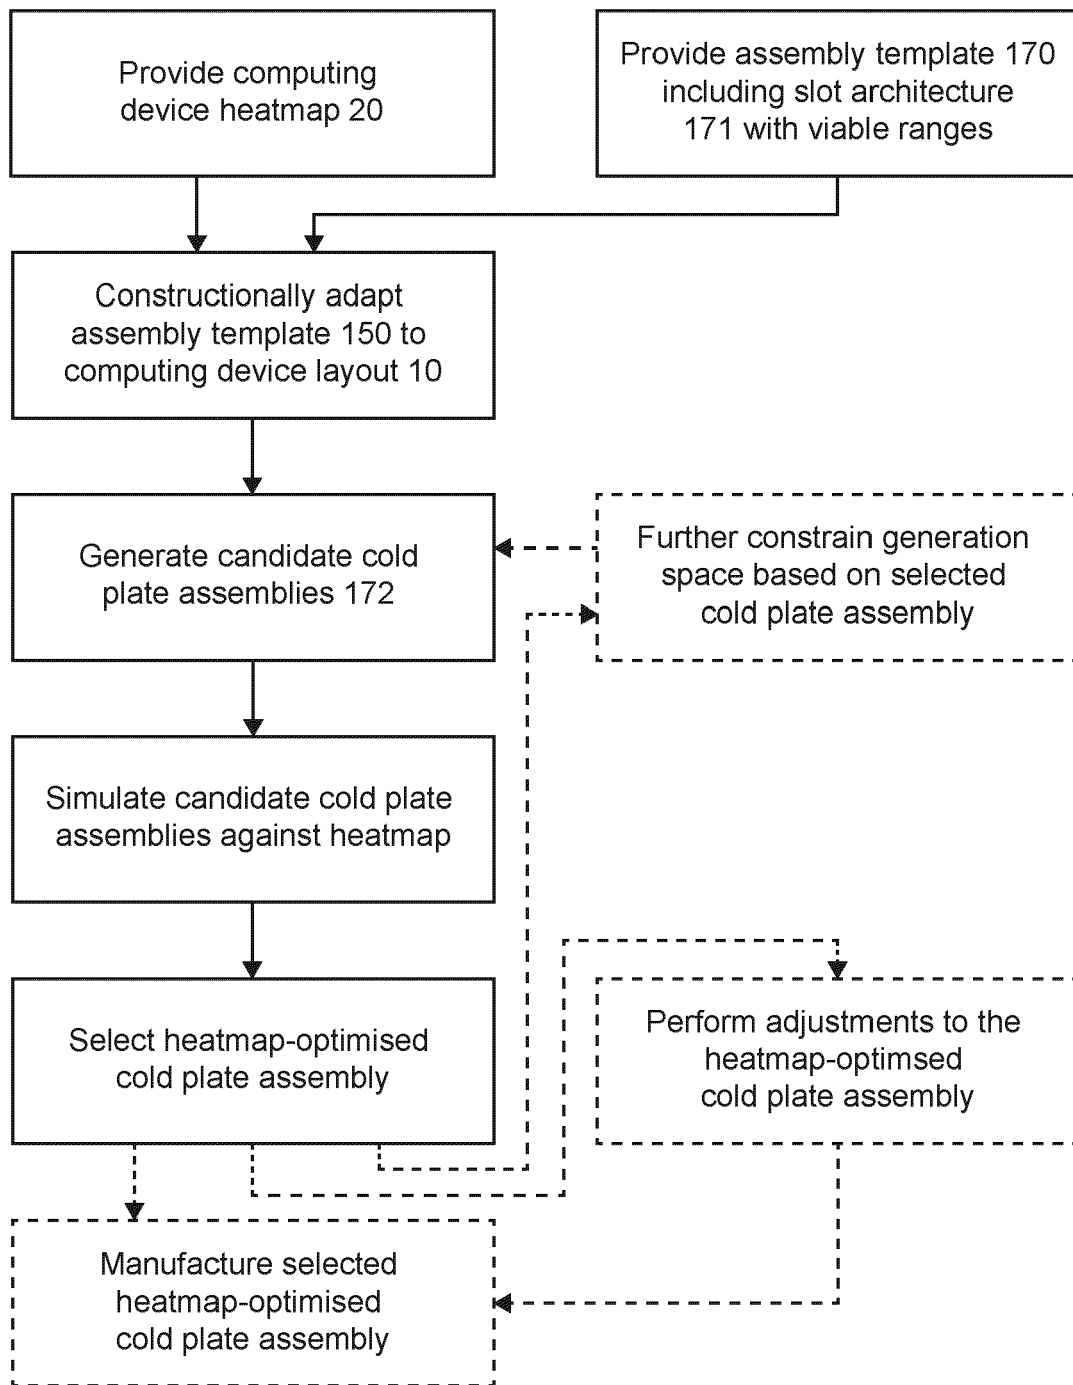 Provide computing
device heatmap 20
Provide assembly template 170
including slot architecture
171 with viable ranges
Constructionally adapt
assembly template 150 to
computing device layout 10
Generate candidate cold
plate assemblies 172
Further constrain generation
space based on selected
cold plate assembly
Simulate candidate cold plate
assemblies against heatmap
Select heatmap-optimised
cold plate assembly
Perform adjustments to the
heatmap-optimsed
cold plate assembly
Manufacture selected
heatmap-optimised
cold plate assembly